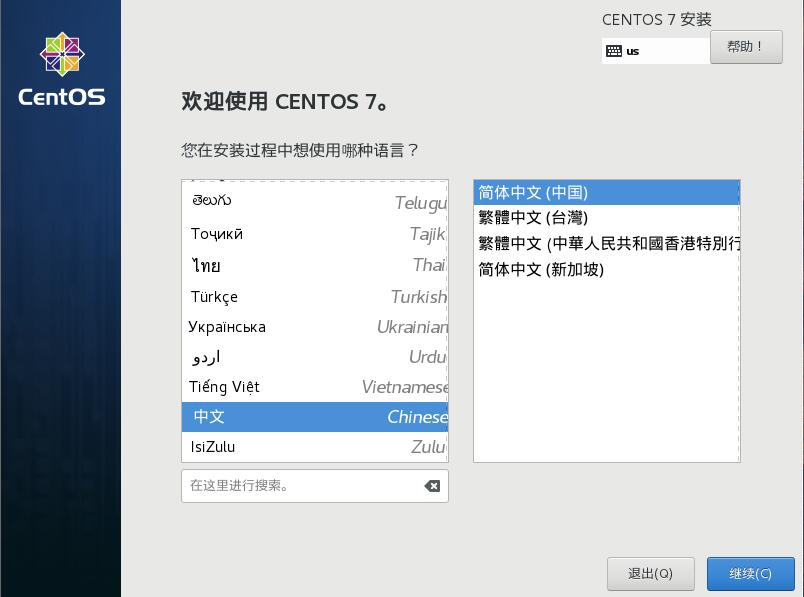 CentOS
CENTOS 7 安装
us
帮助！
欢迎使用 CENTOS 7。
您在安装过程中想使用哪种语言？
తెలుగు Telugu
Тоҷикӣ Tajik
ไทย Thai
Türkçe Turkish
Українська Ukrainian
اردو Urdu
Tiếng Việt Vietnamese
中文 Chinese
IsiZulu Zulu
简体中文 (中国)
繁體中文 (台灣)
繁體中文 (中華人民共和國香港特別行
简体中文 (新加坡)
在这里进行搜索。
退出(Q)
继续(C)